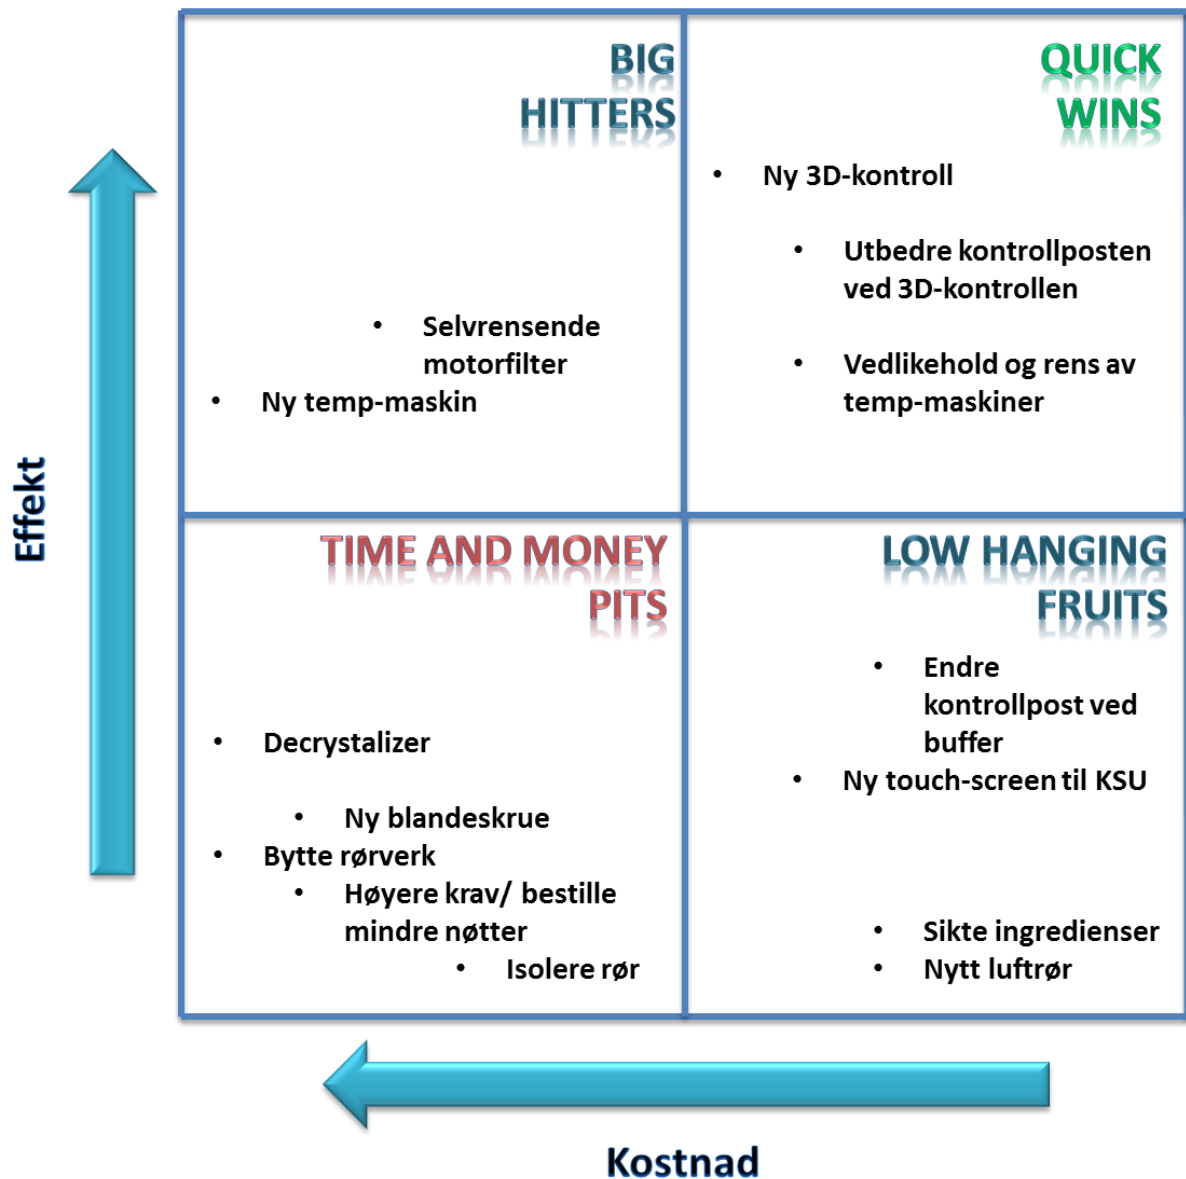 BIG
HITTERS
• Selvrensende
motorfilter
• Ny temp-maskin
QUICK
WINS
• Ny 3D-kontroll
• Utbedre kontrollposten
ved 3D-kontrollen
• Vedlikehold og rens av
temp-maskiner
Effekt
TIME AND MONEY
PITS
• Decrystalizer
• Ny blandeskrue
• Bytte rørverk
• Høyere krav/ bestille
mindre nøtter
• Isolere rør
LOW HANGING
FRUITS
• Endre
kontrollpost ved
buffer
• Ny touch-screen til KSU
• Sikte ingredienser
• Nytt luftrør
Kostnad